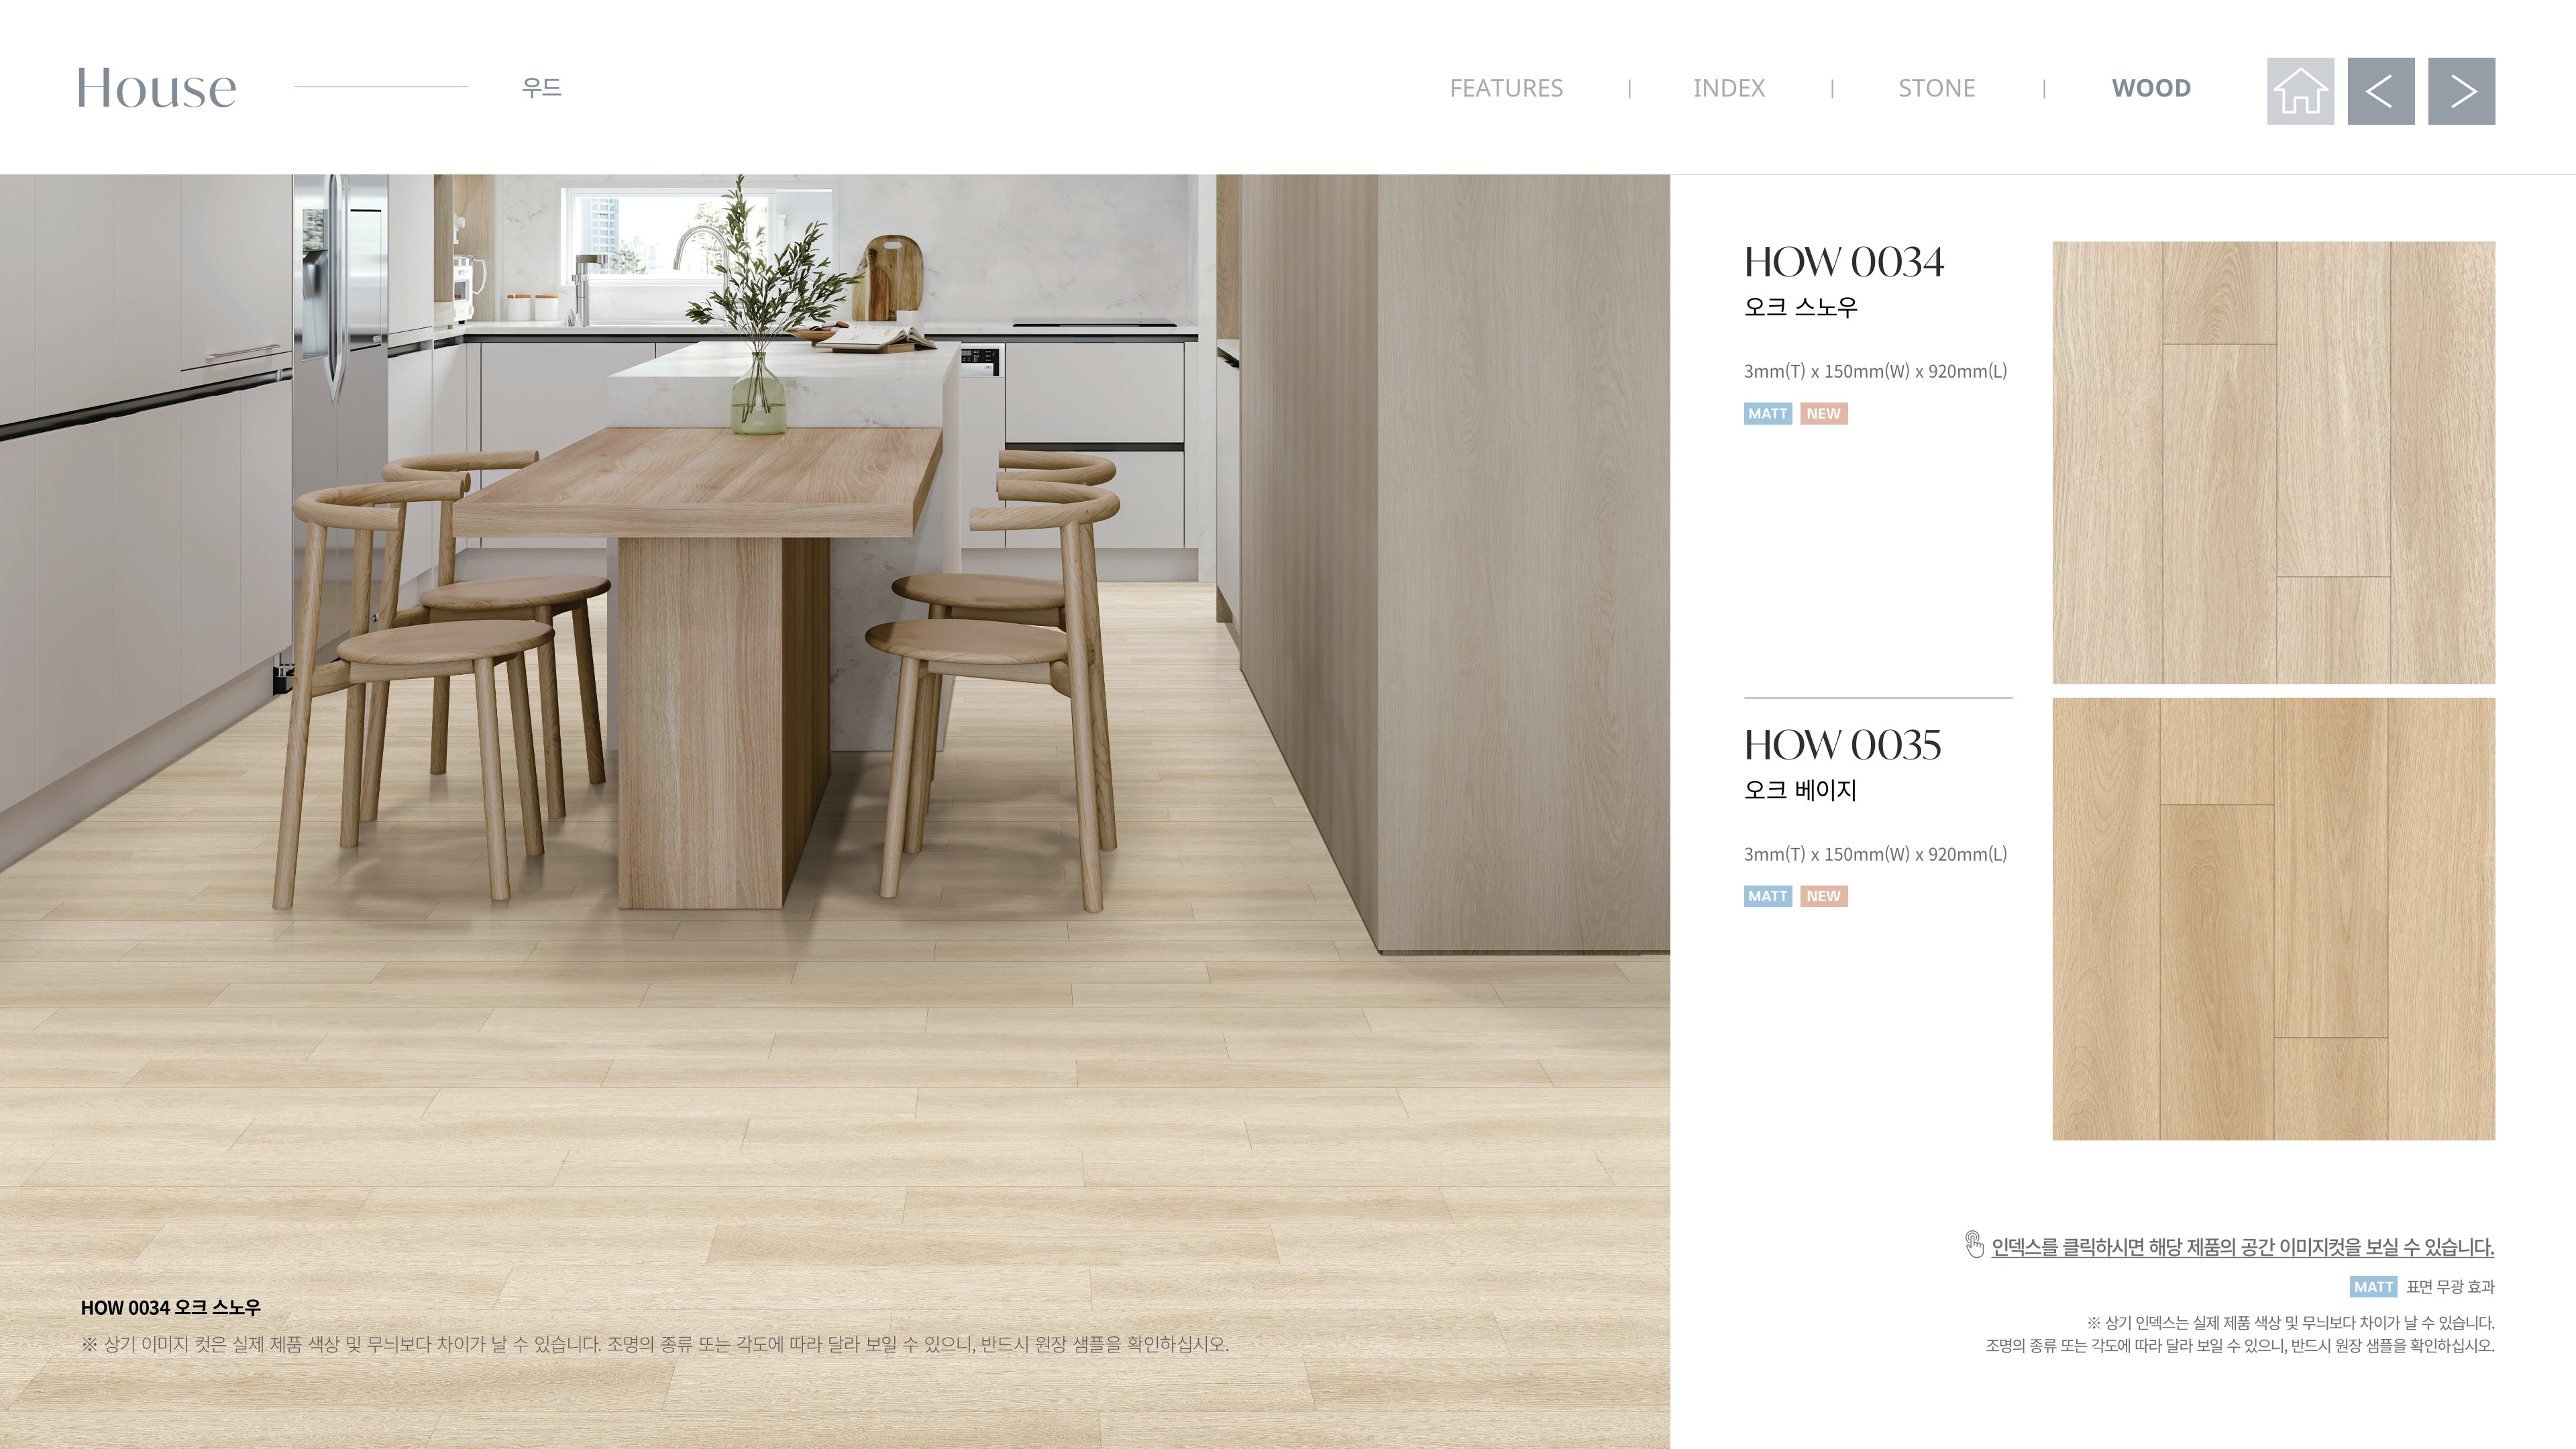 House
우드
FEATURES | INDEX | STONE | WOOD
HOW 0034
오크 스노우
3mm(T) x 150mm(W) x 920mm(L)
MATT NEW
HOW 0035
오크 베이지
3mm(T) x 150mm(W) x 920mm(L)
MATT NEW
HOW 0034 오크 스노우
※ 상기 이미지 컷은 실제 제품 색상 및 무늬보다 차이가 날 수 있습니다. 조명의 종류 또는 각도에 따라 달라 보일 수 있으니, 반드시 원장 샘플을 확인하십시오.
인덱스를 클릭하시면 해당 제품의 공간 이미지컷을 보실 수 있습니다.
MATT 표면 무광 효과
※ 상기 인덱스는 실제 제품 색상 및 무늬보다 차이가 날 수 있습니다.
조명의 종류 또는 각도에 따라 달라 보일 수 있으니, 반드시 원장 샘플을 확인하십시오.